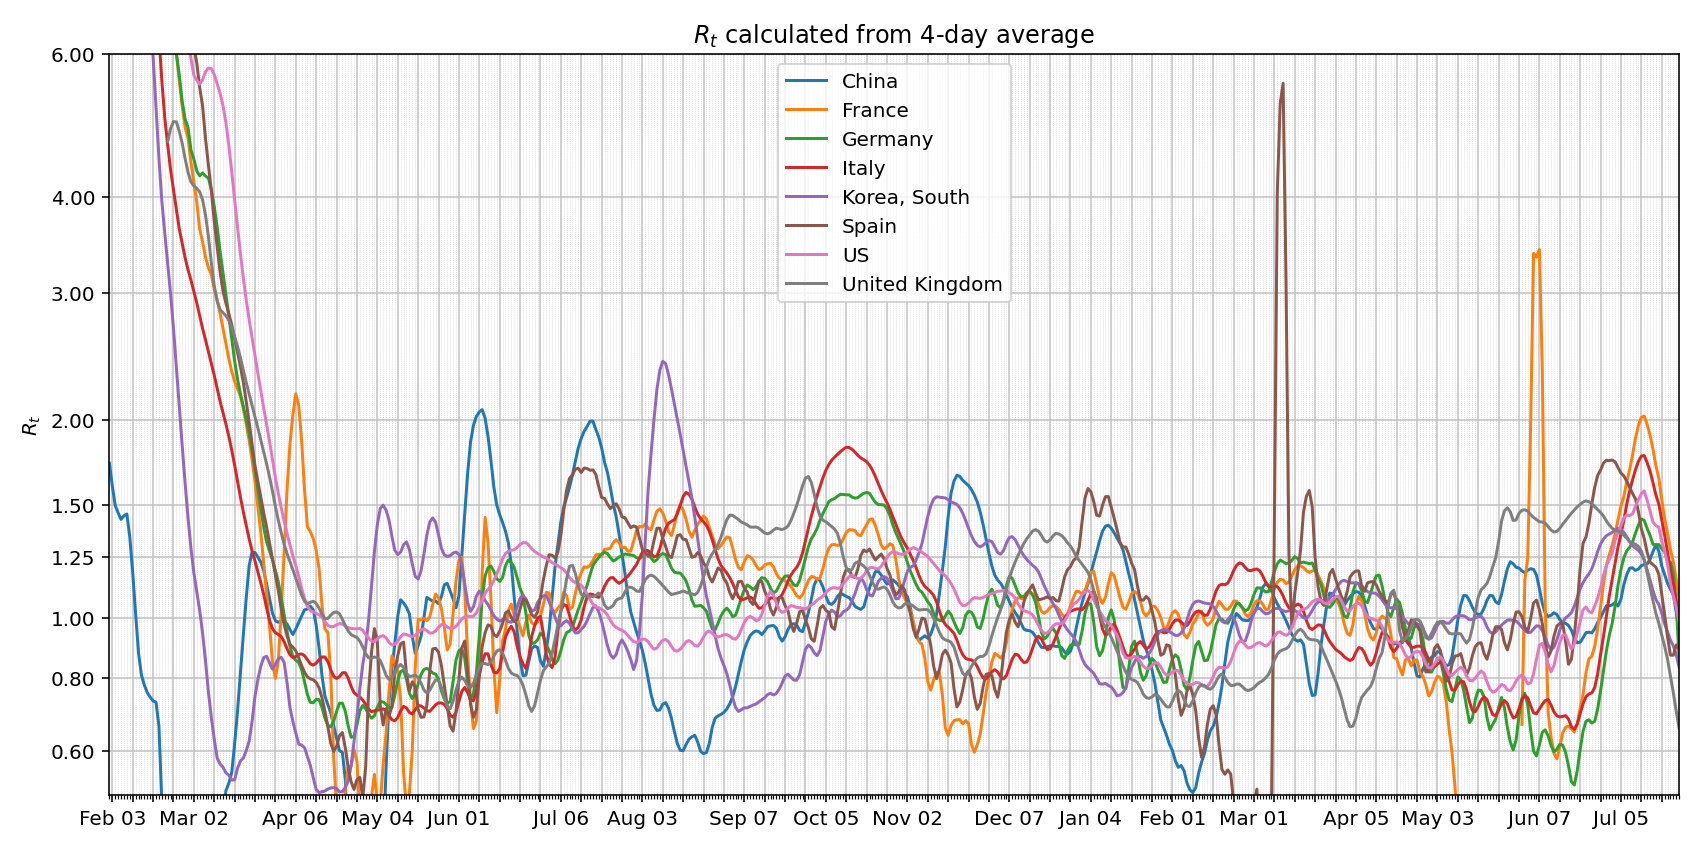 Rt calculated from 4-day average
6.00
4.00
3.00
2.00
1.50
1.25
1.00
0.80
0.60
Rt
China
France
Germany
Italy
Korea, South
Spain
US
United Kingdom
Feb 03 Mar 02 Apr 06 May 04 Jun 01 Jul 06 Aug 03 Sep 07 Oct 05 Nov 02 Dec 07 Jan 04 Feb 01 Mar 01 Apr 05 May 03 Jun 07 Jul 05